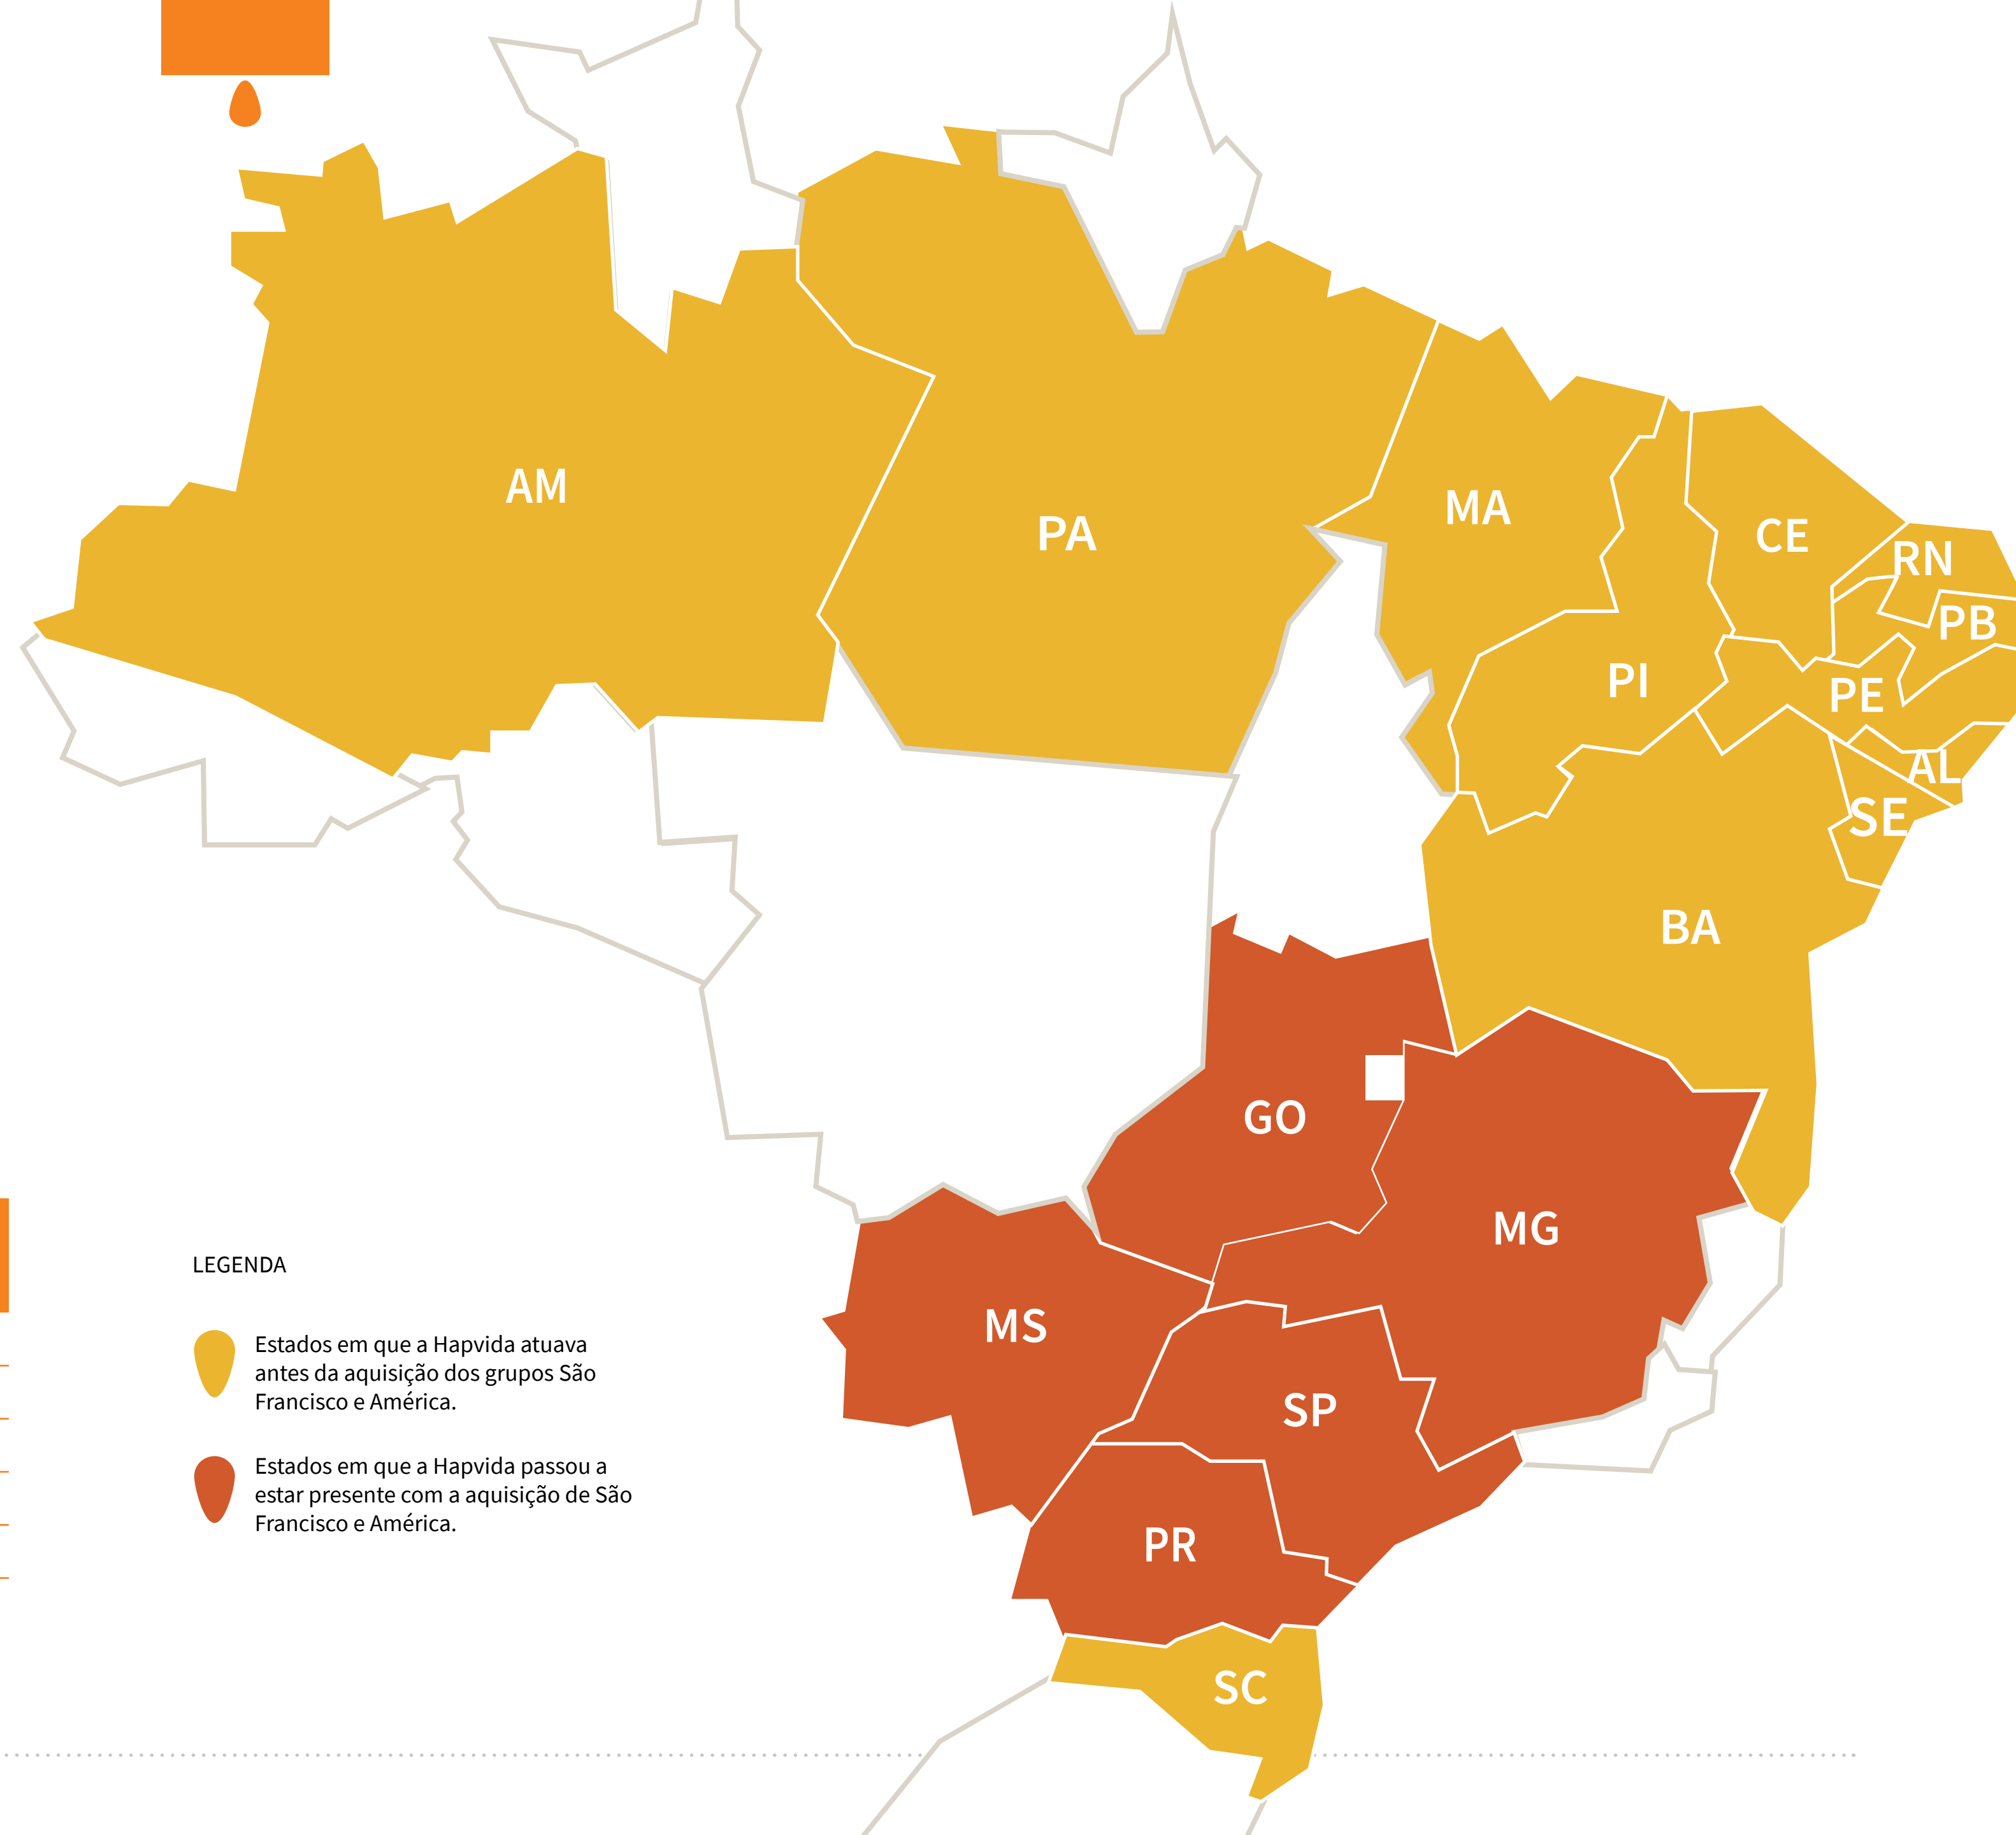 AM
PA
MA
CE
RN
PB
PI
PE
AL
SE
BA
GO
MG
MS
SP
PR
SC
LEGENDA
Estados em que a Hapvida atuava
antes da aquisição dos grupos São
Francisco e América.
Estados em que a Hapvida passou a
estar presente com a aquisição de São
Francisco e América.